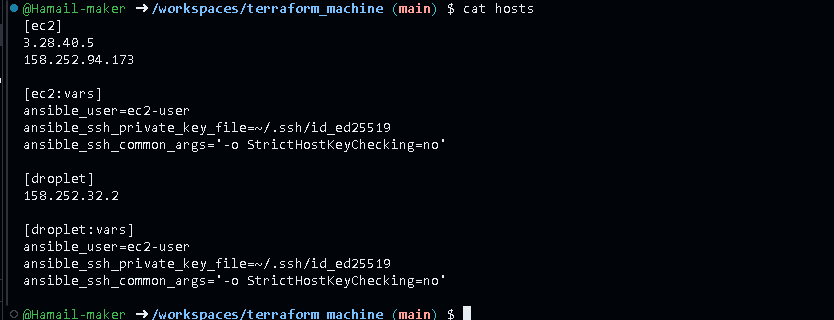 @Hamail-maker ➜/workspaces/terraform_machine (main) $ cat hosts
[ec2]
3.28.40.5
158.252.94.173

[ec2:vars]
ansible_user=ec2-user
ansible_ssh_private_key_file=~/.ssh/id_ed25519
ansible_ssh_common_args='-o StrictHostKeyChecking=no'

[droplet]
158.252.32.2

[droplet:vars]
ansible_user=ec2-user
ansible_ssh_private_key_file=~/.ssh/id_ed25519
ansible_ssh_common_args='-o StrictHostKeyChecking=no'

@Hamail-maker ➜/workspaces/terraform_machine (main) $